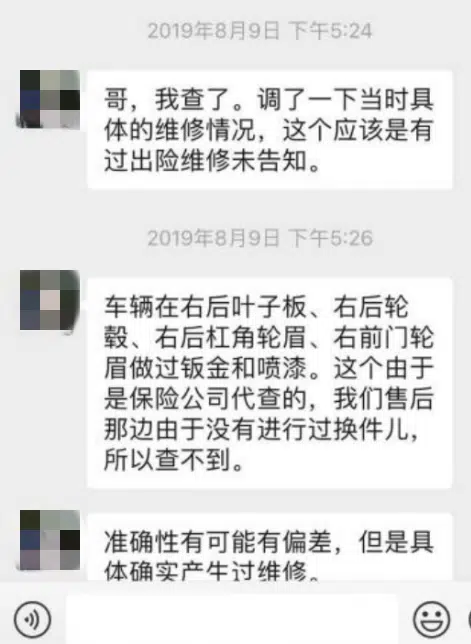 2019年8月9日 下午5:24
哥，我查了。调了一下当时具
体的维修情况，这个应该是有
过出险维修未告知。
2019年8月9日 下午5:26
车辆在右后叶子板、右后轮
毂、右后杠角轮眉、右前门轮
眉做过钣金和喷漆。这个由于
是保险公司代查的，我们售后
那边由于没有进行过换件儿，
所以查不到。
准确性有可能有偏差，但是具
体确实产生过维修。